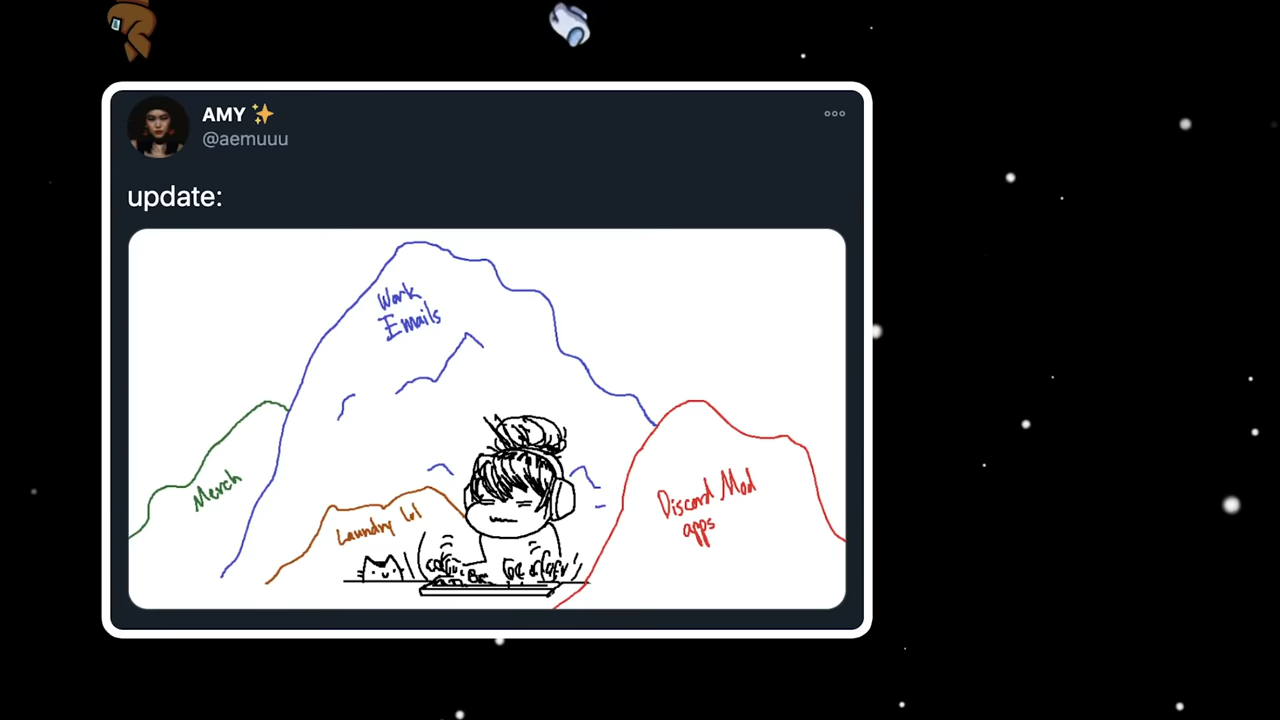 AMY ✨
@aemuuu
update:
Work
Emails
Merch
Laundry lol
Discord Mod
apps